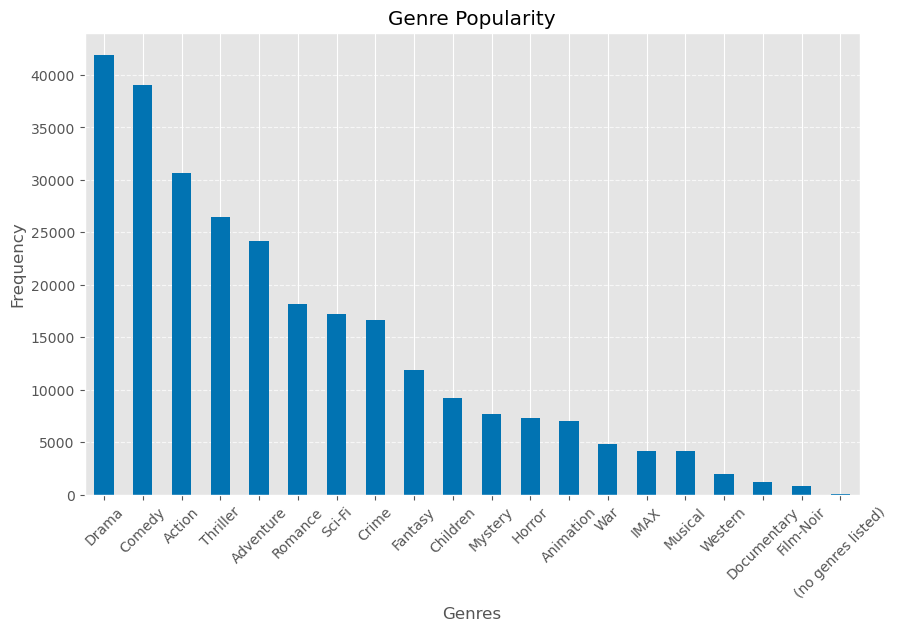 Genre Popularity
Frequency
40000
35000
30000
25000
20000
15000
10000
5000
0
Drama
Comedy
Action
Thriller
Adventure
Romance
Sci-Fi
Crime
Fantasy
Children
Mystery
Horror
Animation
War
IMAX
Musical
Western
Documentary
Film-Noir
(no genres listed)
Genres